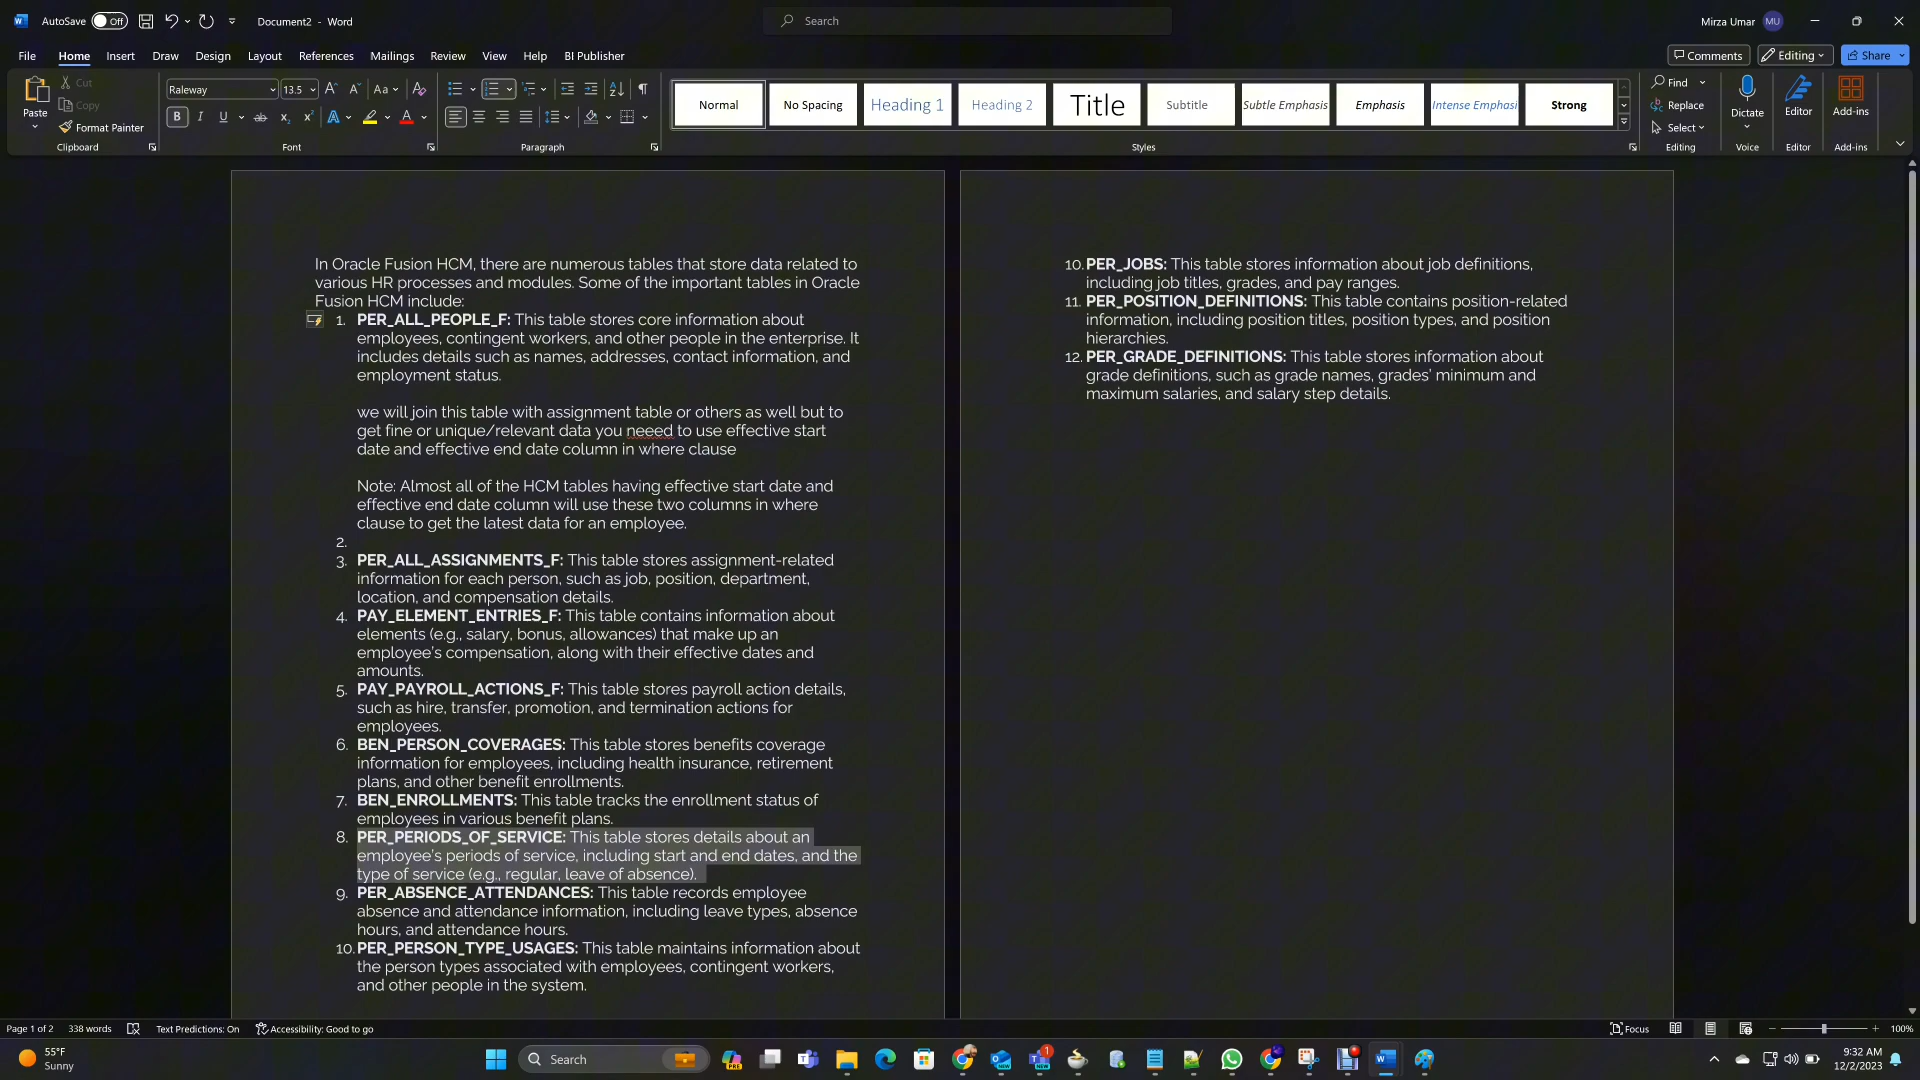 AutoSave Off Document2 - Word Search Mirza Umar MU
File Home Insert Draw Design Layout References Mailings Review View Help BI Publisher Comments Editing Share
Paste Cut Copy Format Painter Clipboard
Raleway 13.5 Font
Paragraph
Normal No Spacing Heading 1 Heading 2 Title Subtitle Subtle Emphasis Emphasis Intense Emphasi Strong Styles
Find Replace Select Editing
Dictate Voice
Editor Editor
Add-ins Add-ins
In Oracle Fusion HCM, there are numerous tables that store data related to
various HR processes and modules. Some of the important tables in Oracle
Fusion HCM include:
1. PER_ALL_PEOPLE_F: This table stores core information about
employees, contingent workers, and other people in the enterprise. It
includes details such as names, addresses, contact information, and
employment status.
we will join this table with assignment table or others as well but to
get fine or unique/relevant data you neeed to use effective start
date and effective end date column in where clause
Note: Almost all of the HCM tables having effective start date and
effective end date column will use these two columns in where
clause to get the latest data for an employee.
2.
3. PER_ALL_ASSIGNMENTS_F: This table stores assignment-related
information for each person, such as job, position, department,
location, and compensation details.
4. PAY_ELEMENT_ENTRIES_F: This table contains information about
elements (e.g., salary, bonus, allowances) that make up an
employee's compensation, along with their effective dates and
amounts.
5. PAY_PAYROLL_ACTIONS_F: This table stores payroll action details,
such as hire, transfer, promotion, and termination actions for
employees.
6. BEN_PERSON_COVERAGES: This table stores benefits coverage
information for employees, including health insurance, retirement
plans, and other benefit enrollments.
7. BEN_ENROLLMENTS: This table tracks the enrollment status of
employees in various benefit plans.
8. PER_PERIODS_OF_SERVICE: This table stores details about an
employee's periods of service, including start and end dates, and the
type of service (e.g., regular, leave of absence).
9. PER_ABSENCE_ATTENDANCES: This table records employee
absence and attendance information, including leave types, absence
hours, and attendance hours.
10. PER_PERSON_TYPE_USAGES: This table maintains information about
the person types associated with employees, contingent workers,
and other people in the system.
10. PER_JOBS: This table stores information about job definitions,
including job titles, grades, and pay ranges.
11. PER_POSITION_DEFINITIONS: This table contains position-related
information, including position titles, position types, and position
hierarchies.
12. PER_GRADE_DEFINITIONS: This table stores information about
grade definitions, such as grade names, grades' minimum and
maximum salaries, and salary step details.
Page 1 of 2 338 words Text Predictions: On Accessibility: Good to go Focus 100%
55°F
Sunny
Search
9:32 AM
12/2/2023